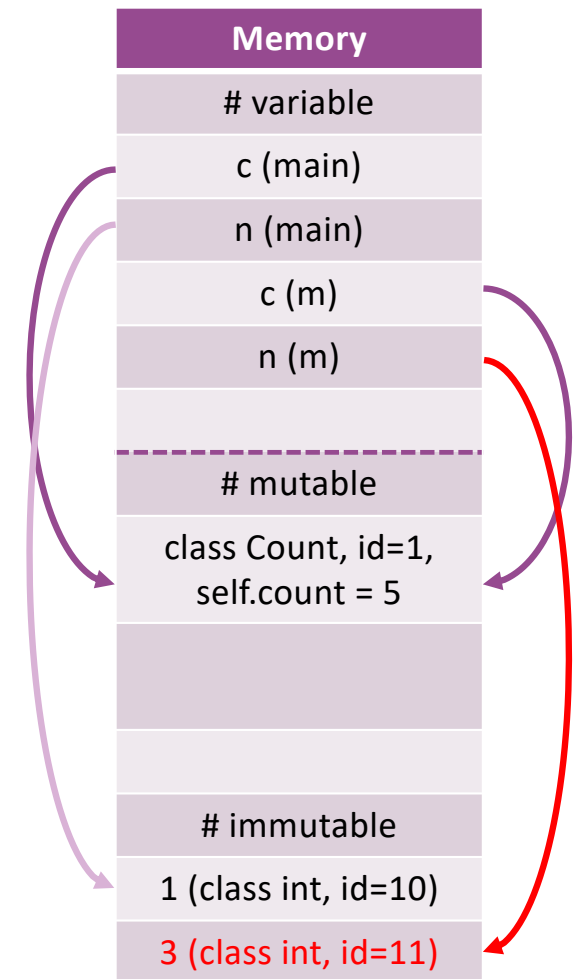 Memory
# variable
c (main)
n (main)
c (m)
n (m)
# mutable
class Count, id=1,
self.count = 5
# immutable
1 (class int, id=10)
3 (class int, id=11)